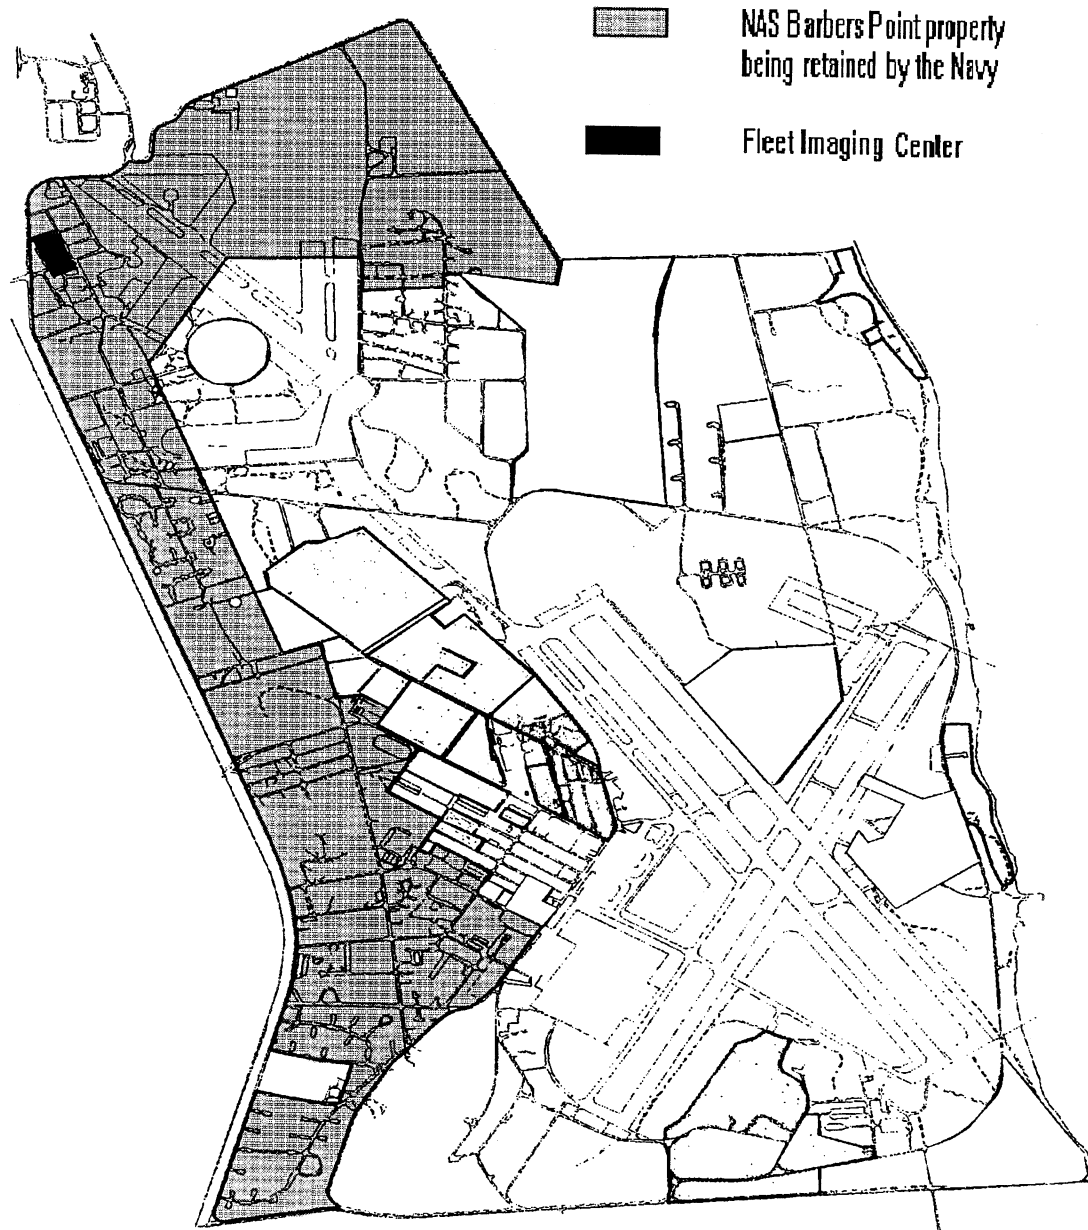 NAS Barbers Point property
being retained by the Navy
Fleet Imaging Center